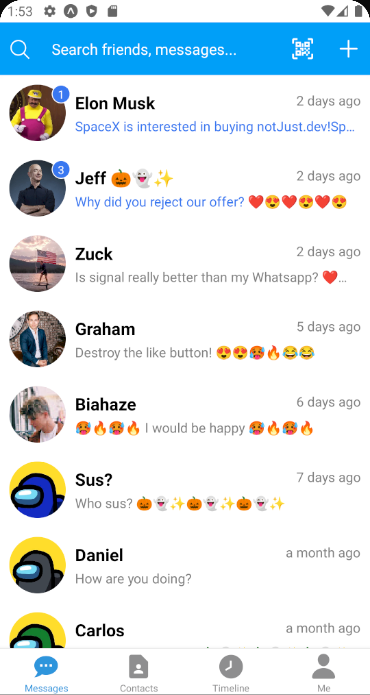 1:53
Search friends, messages...
1
Elon Musk
2 days ago
SpaceX is interested in buying notJust.dev!Sp...
3
Jeff 🎃👻✨
2 days ago
Why did you reject our offer? ❤️😍❤️😍❤️😍
Zuck
2 days ago
Is signal really better than my Whatsapp? ❤️...
Graham
5 days ago
Destroy the like button! 😍😍🥵🔥😂😂
Biahaze
6 days ago
🥵🔥🥵🔥 I would be happy 🥵🔥🥵🔥
Sus?
7 days ago
Who sus? 🎃👻✨🎃👻✨🎃👻✨
Daniel
a month ago
How are you doing?
Carlos
a month ago
Messages
Contacts
Timeline
Me